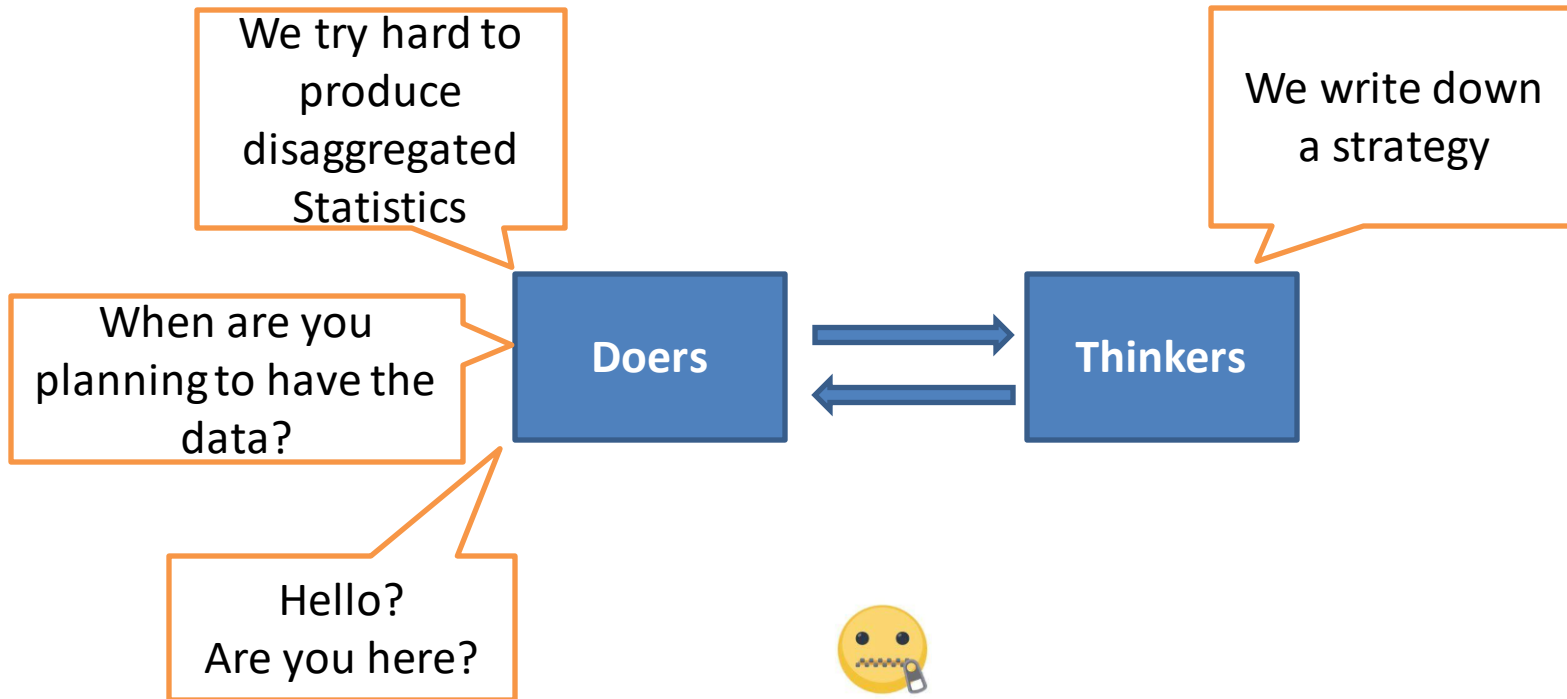 We try hard to
produce
disaggregated
Statistics
We write down
a strategy
When are you
planning to have the
data?
Doers
Thinkers
Hello?
Are you here?